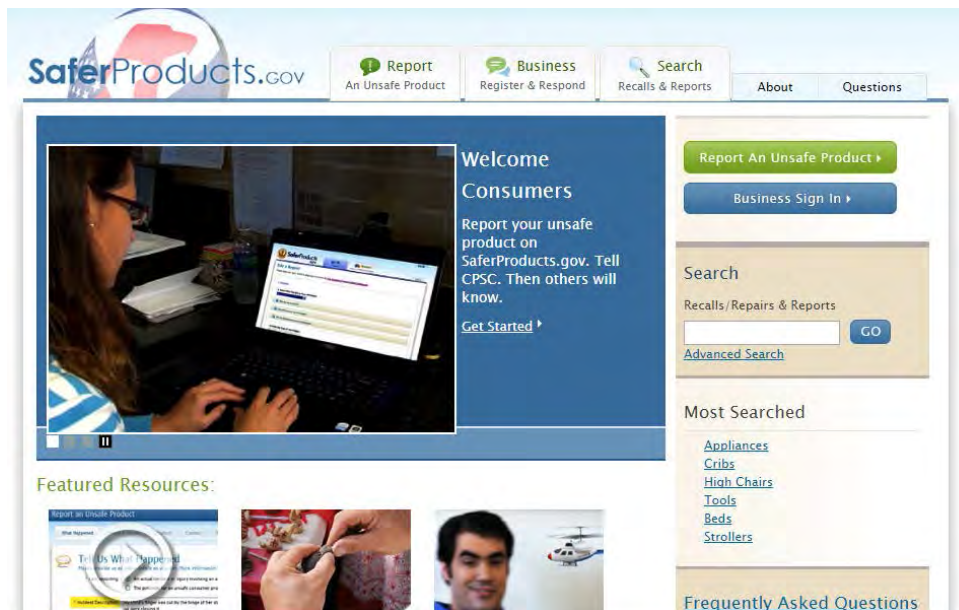 SaferProducts.GOV
Report
An Unsafe Product
Business
Register & Respond
Search
Recalls & Reports
About
Questions
Welcome
Consumers
Report your unsafe
product on
SaferProducts.gov. Tell
CPSC. Then others will
know.
Get Started
Report An Unsafe Product
Business Sign In
Search
Recalls/Repairs & Reports
GO
Advanced Search
Most Searched
Appliances
Cribs
High Chairs
Tools
Beds
Strollers
Featured Resources:
Report an Unsafe Product
What Happened
Tell Us What Happened
Frequently Asked Questions